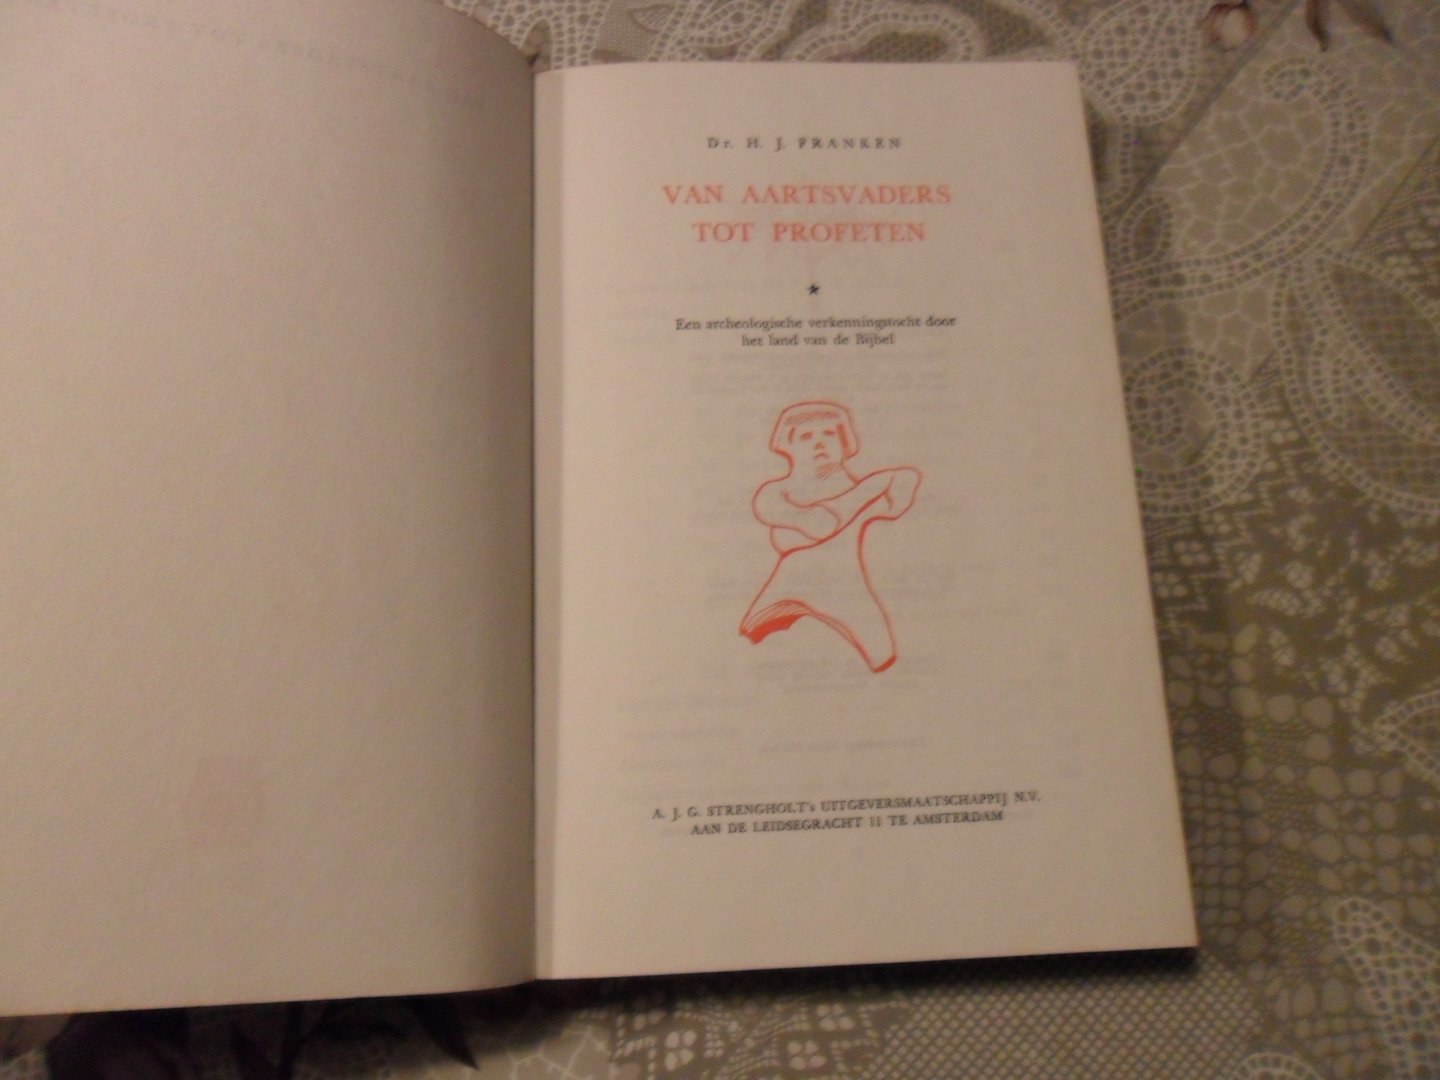 Dr. H. J. FRANKEN
VAN AARTSVADERS
TOT PROFETEN
★
Een archeologische verkenningstocht door
het land van de Bijbel
A. J. G. STRENGHOLT's UITGEVERSMAATSCHAPPIJ N.V.
AAN DE LEIDSEGRACHT 11 TE AMSTERDAM